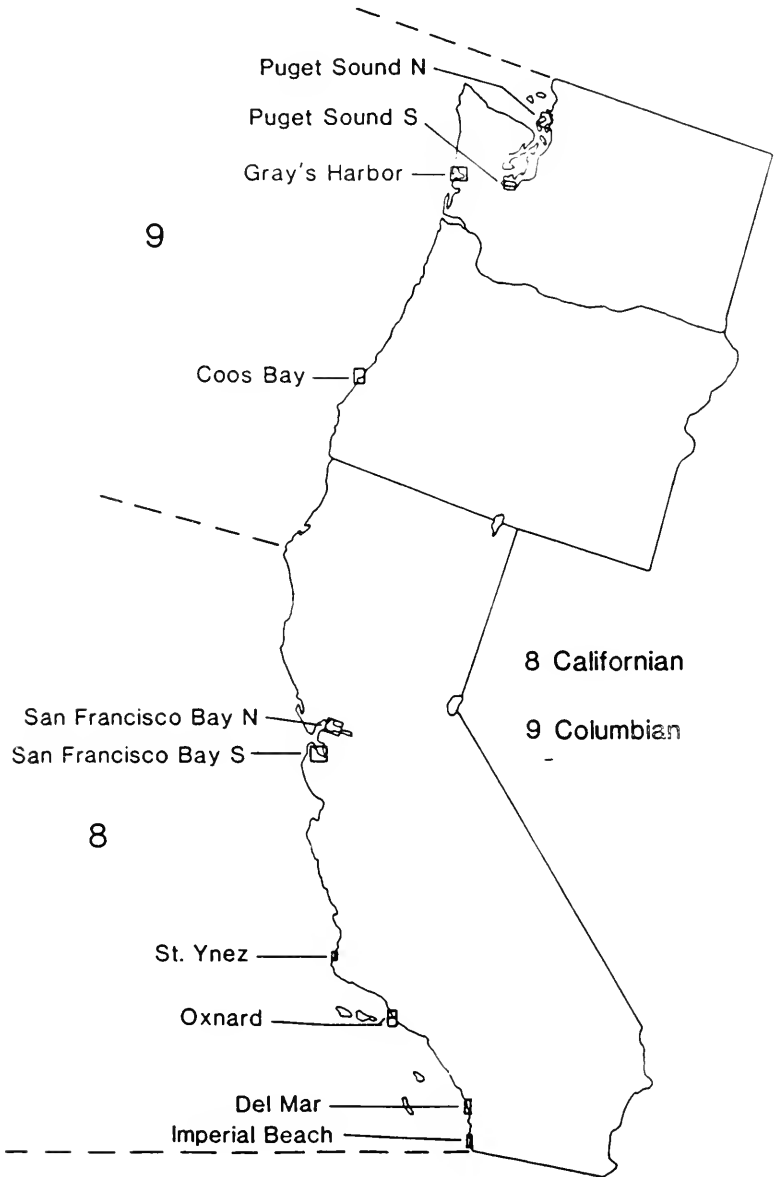 Puget Sound N
Puget Sound S
Gray's Harbor
9
Coos Bay
8 Californian
San Francisco Bay N
9 Columbian
San Francisco Bay S
8
St. Ynez
Oxnard
Del Mar
Imperial Beach